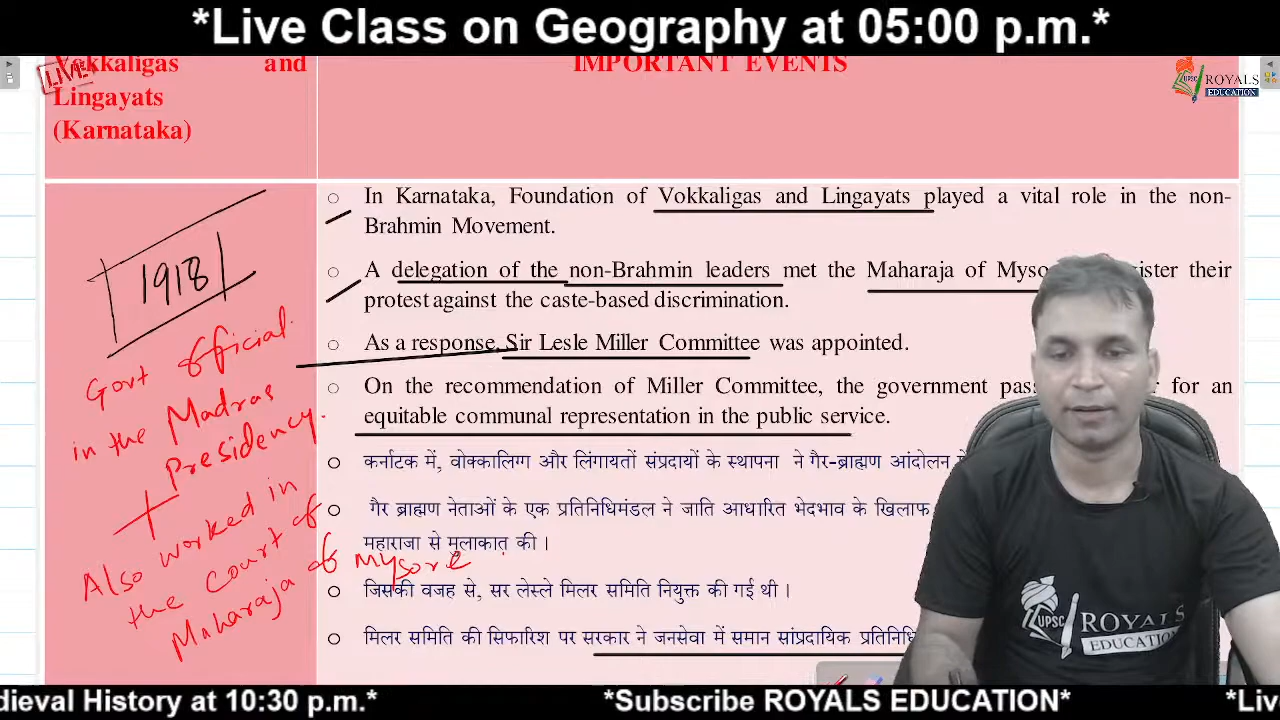 *Live Class on Geography at 05:00 p.m.*
Vokkaligas and
Lingayats
(Karnataka)
LIVE
IMPORTANT EVENTS
UPSC ROYALS
EDUCATION
1918
Govt official
in the Madras
Presidency.
+
Also worked in
the court of
Maharaja of Mysore
In Karnataka, Foundation of Vokkaligas and Lingayats played a vital role in the non-
Brahmin Movement.
A delegation of the non-Brahmin leaders met the Maharaja of Myso ister their
protest against the caste-based discrimination.
As a response, Sir Lesle Miller Committee was appointed.
On the recommendation of Miller Committee, the government pas for an
equitable communal representation in the public service.
कर्नाटक में, वोक्कालिग्ग और लिंगायतों संप्रदायों के स्थापना ने गैर-ब्राह्मण आंदोलन
गैर ब्राह्मण नेताओं के एक प्रतिनिधिमंडल ने जाति आधारित भेदभाव के खिलाफ
महाराजा से मुलाकात की ।
जिसकी वजह से, सर लेस्ले मिलर समिति नियुक्त की गई थी ।
मिलर समिति की सिफारिश पर सरकार ने जनसेवा में समान सांप्रदायिक प्रतिनिधि
UPSC ROYALS
EDUCATION
dieval History at 10:30 p.m.* *Subscribe ROYALS EDUCATION* *Liv